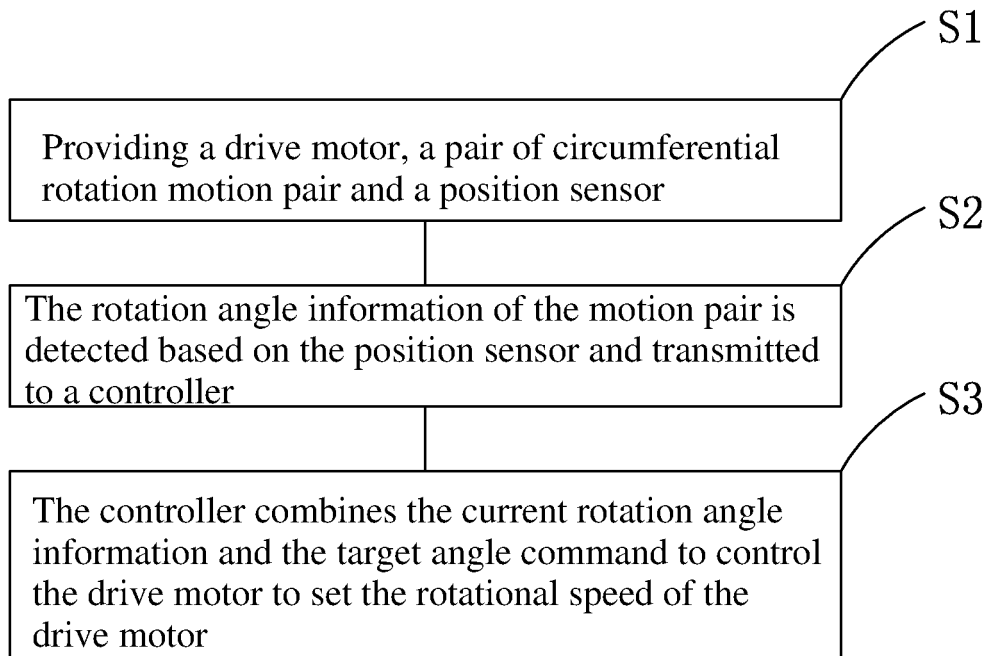 S1
Providing a drive motor, a pair of circumferential
rotation motion pair and a position sensor
S2
The rotation angle information of the motion pair is
detected based on the position sensor and transmitted
to a controller
S3
The controller combines the current rotation angle
information and the target angle command to control
the drive motor to set the rotational speed of the
drive motor